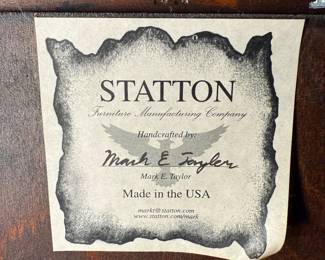 STATTON
Furniture Manufacturing Company
Handcrafted by:
Mark E Taylor
Mark E. Taylor
Made in the USA
markt@statton.com
www.statton.com/mark